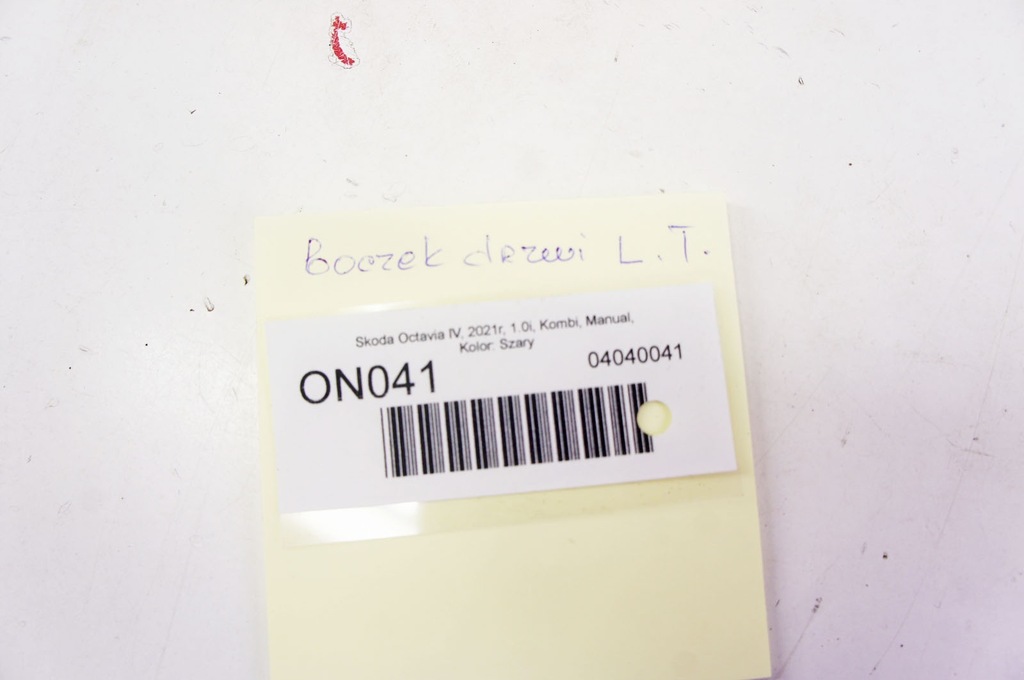 Boczek drzwi L.T.
Skoda Octavia IV, 2021r, 1.0i, Kombi, Manual,
Kolor: Szary
ON041
04040041